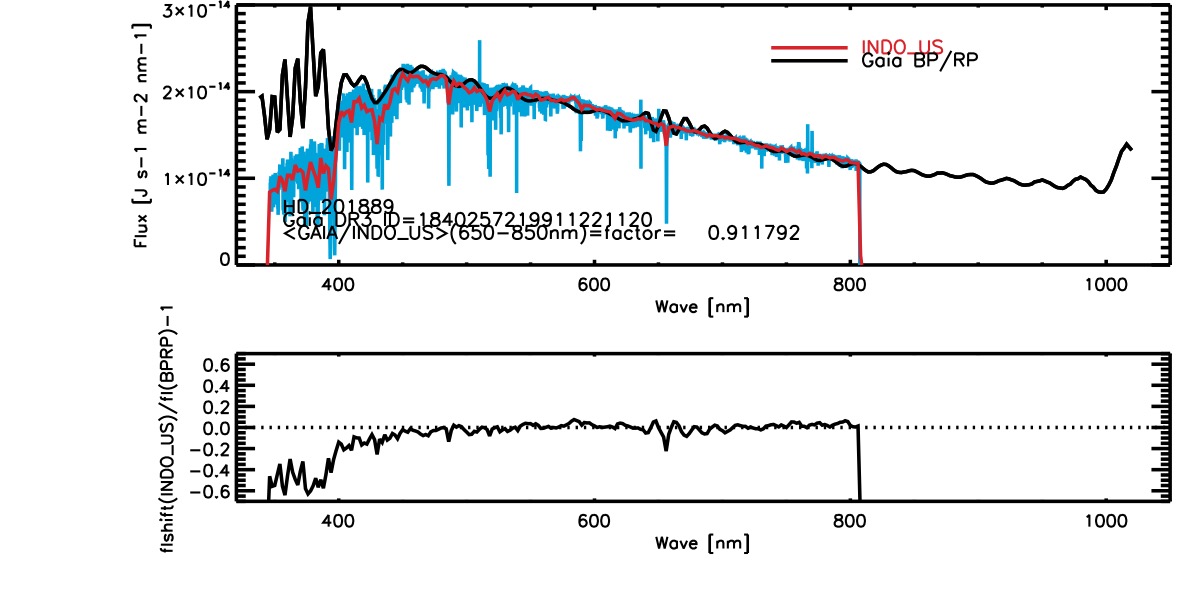 3×10−14
2×10−14
1×10−14
0
Flux [J s−1 m−2 nm−1]
INDO_US
Gaia BP/RP
HD_201889
Gaia DR3 ID=1840257219911221120
<GAIA/INDO_US>(650−850nm)=factor= 0.911792
400 600 800 1000
Wave [nm]
flshift(INDO_US)/fl(BPRP)−1
0.6
0.4
0.2
0.0
−0.2
−0.4
−0.6
400 600 800 1000
Wave [nm]